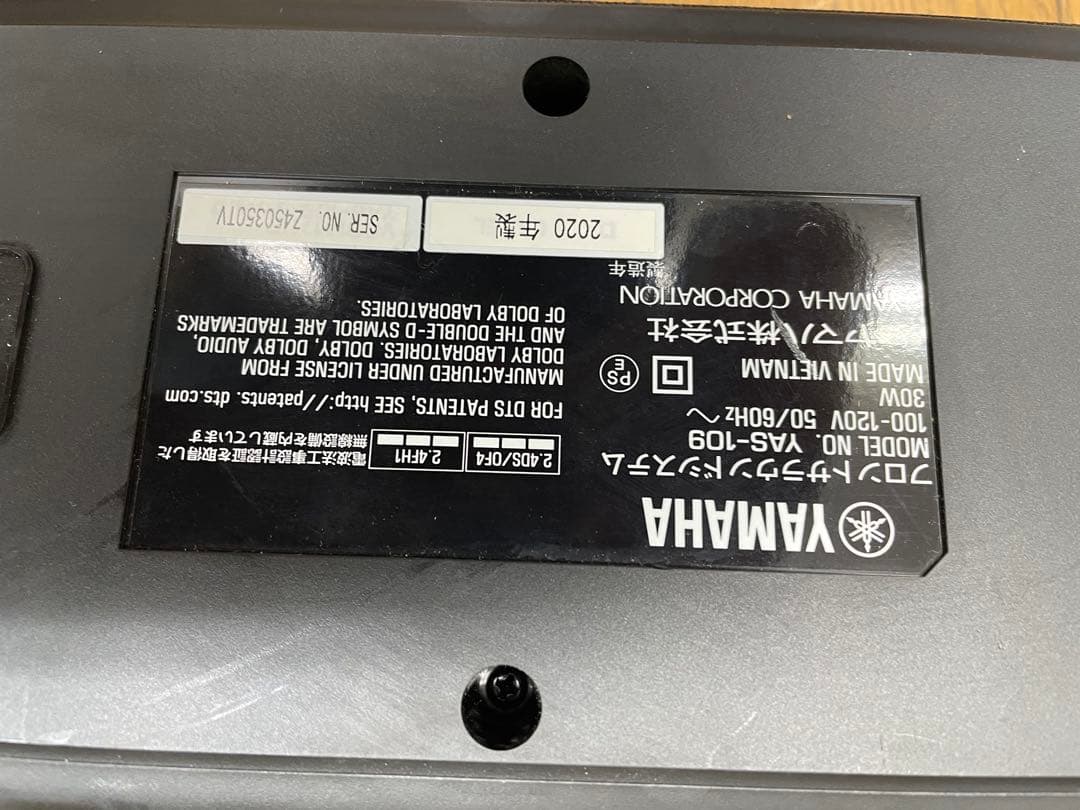 YAMAHA
フロントサラウンドシステム
MODEL NO. YAS-109
100-120V 50/60Hz～
30W
MADE IN VIETNAM
PS
E
ヤマハ株式会社
YAMAHA CORPORATION
製造年
2020 年製
2.4DS/OF4
2.4FH1
電波法工事設計認証を取得した
無線設備を内蔵しています
FOR DTS PATENTS, SEE http://patents.dts.com
MANUFACTURED UNDER LICENSE FROM
DOLBY LABORATORIES. DOLBY, DOLBY AUDIO,
AND THE DOUBLE-D SYMBOL ARE TRADEMARKS
OF DOLBY LABORATORIES.
SER. NO. Z450350TV